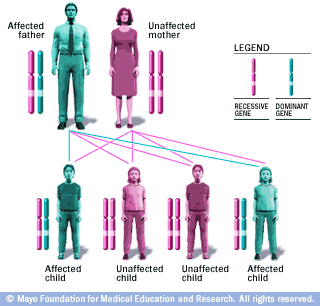 Affected
father
Unaffected
mother
LEGEND
RECESSIVE
GENE
DOMINANT
GENE
Affected
child
Unaffected
child
Unaffected
child
Affected
child
© Mayo Foundation for Medical Education and Research. All rights reserved.